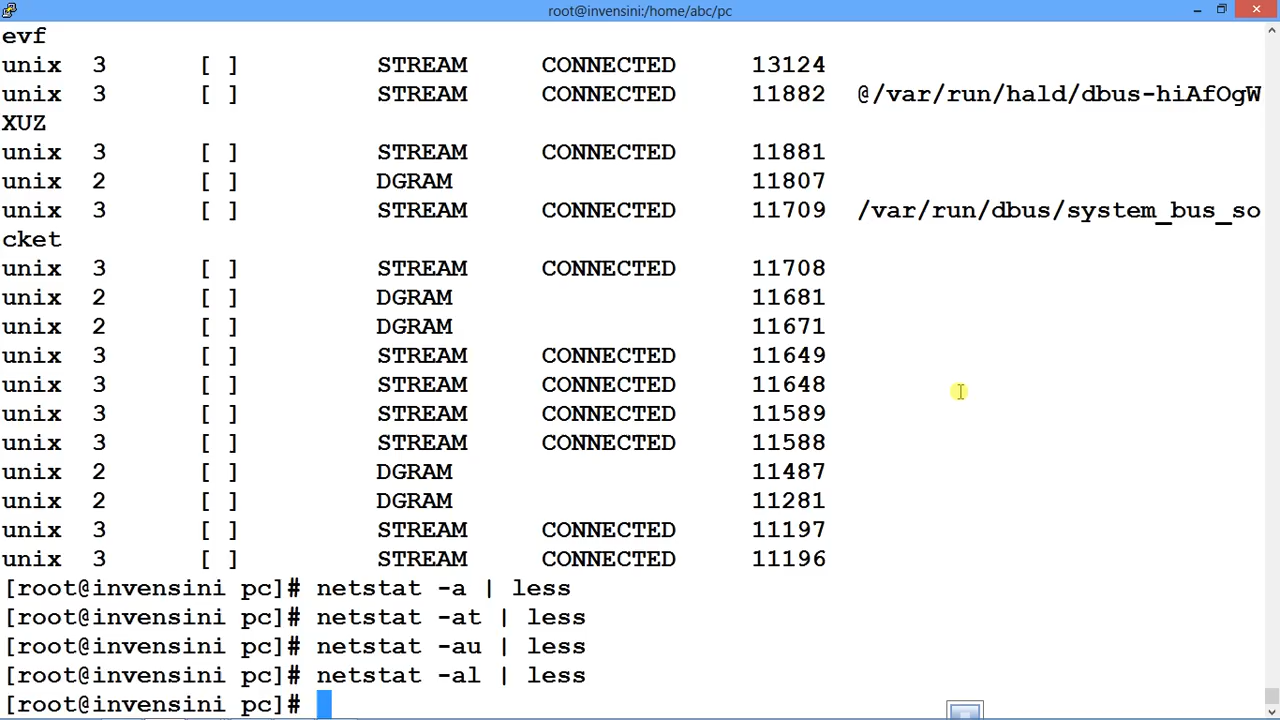 root@invensini:/home/abc/pc
evf
unix  3      [ ]         STREAM     CONNECTED     13124
unix  3      [ ]         STREAM     CONNECTED     11882  @/var/run/hald/dbus-hiAfOgW
XUZ
unix  3      [ ]         STREAM     CONNECTED     11881
unix  2      [ ]         DGRAM                    11807
unix  3      [ ]         STREAM     CONNECTED     11709  /var/run/dbus/system_bus_so
cket
unix  3      [ ]         STREAM     CONNECTED     11708
unix  2      [ ]         DGRAM                    11681
unix  2      [ ]         DGRAM                    11671
unix  3      [ ]         STREAM     CONNECTED     11649
unix  3      [ ]         STREAM     CONNECTED     11648
unix  3      [ ]         STREAM     CONNECTED     11589
unix  3      [ ]         STREAM     CONNECTED     11588
unix  2      [ ]         DGRAM                    11487
unix  2      [ ]         DGRAM                    11281
unix  3      [ ]         STREAM     CONNECTED     11197
unix  3      [ ]         STREAM     CONNECTED     11196
[root@invensini pc]# netstat -a | less
[root@invensini pc]# netstat -at | less
[root@invensini pc]# netstat -au | less
[root@invensini pc]# netstat -al | less
[root@invensini pc]#